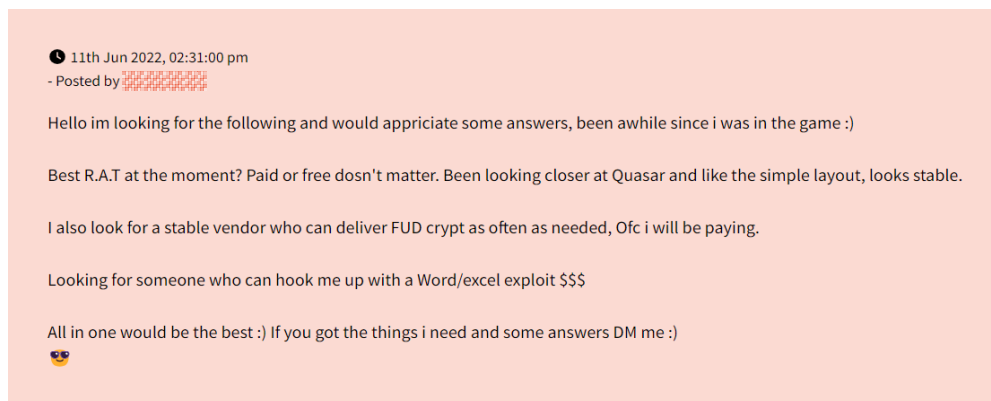 11th Jun 2022, 02:31:00 pm
- Posted by
Hello im looking for the following and would appriciate some answers, been awhile since i was in the game :)
Best R.A.T at the moment? Paid or free dosn't matter. Been looking closer at Quasar and like the simple layout, looks stable.
I also look for a stable vendor who can deliver FUD crypt as often as needed, Ofc i will be paying.
Looking for someone who can hook me up with a Word/excel exploit $$$
All in one would be the best :) If you got the things i need and some answers DM me :)
😎